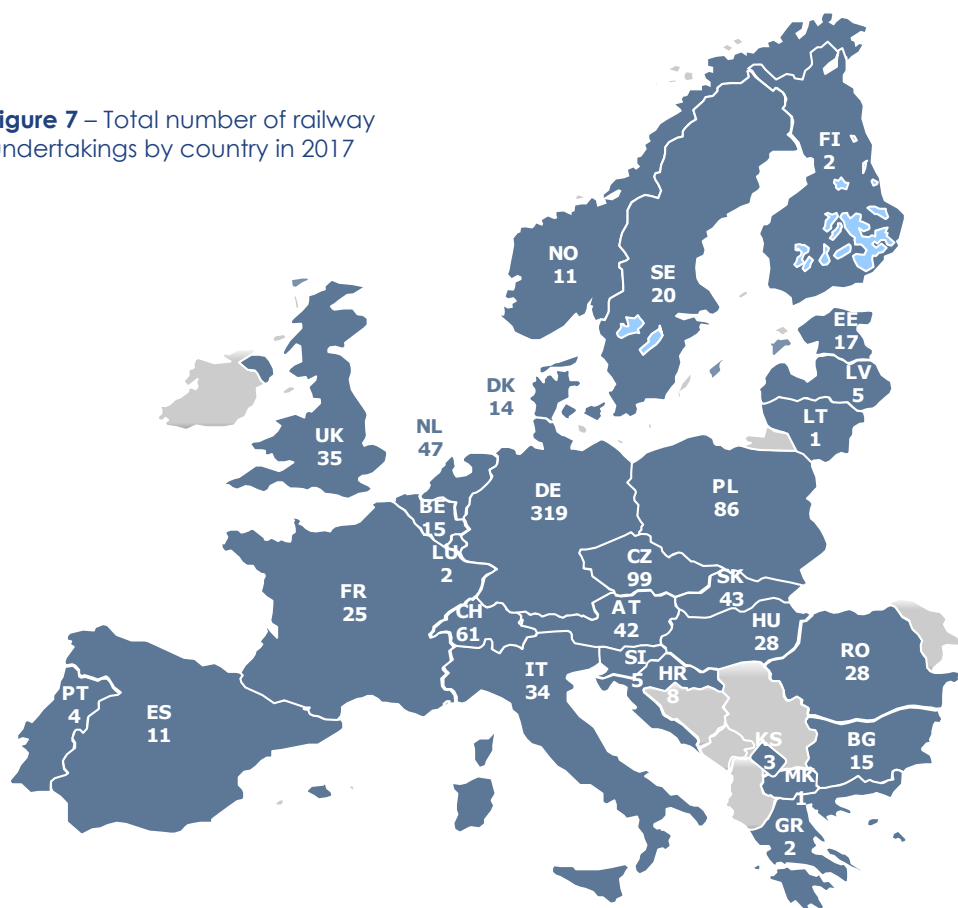 igure 7 – Total number of railway
ndertakings by country in 2017
FI
2
NO
11
SE
20
EE
17
LV
5
DK
14
LT
1
NL
47
UK
35
BE
15
DE
319
PL
86
LU
2
CZ
99
SK
43
FR
25
CH
61
AT
42
HU
28
RO
28
IT
34
SI
5
HR
8
PT
4
ES
11
KS
3
BG
15
MK
1
GR
2